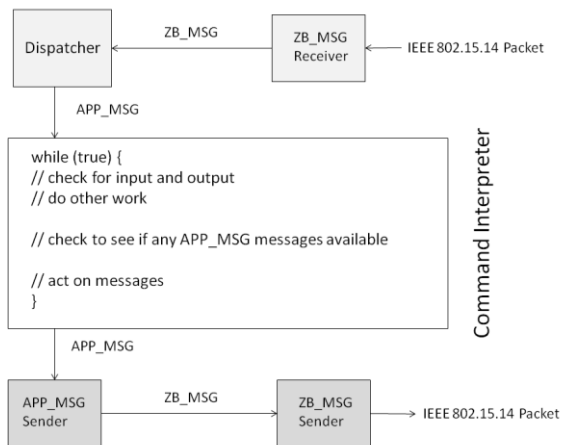 Dispatcher
ZB_MSG
ZB_MSG
Receiver
IEEE 802.15.14 Packet
APP_MSG
while (true) {
// check for input and output
// do other work
// check to see if any APP_MSG messages available
// act on messages
}
Command Interpreter
APP_MSG
APP_MSG
Sender
ZB_MSG
ZB_MSG
Sender
IEEE 802.15.14 Packet